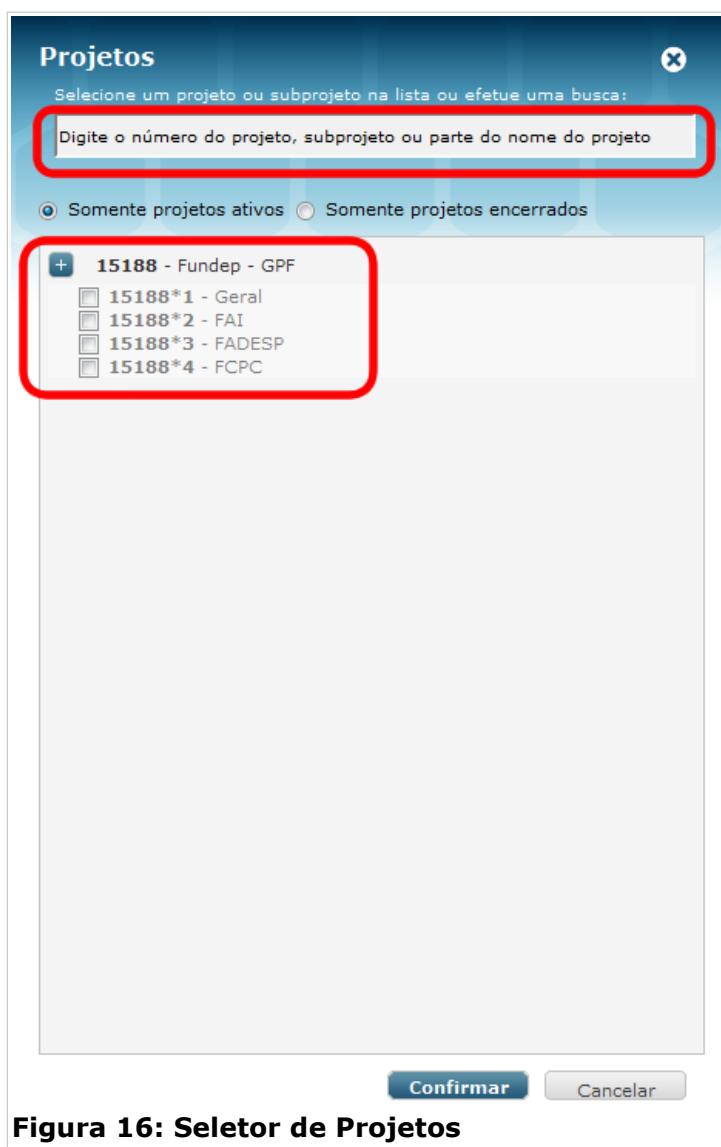 Projetos
Selecione um projeto ou subprojeto na lista ou efetue uma busca:
Digite o número do projeto, subprojeto ou parte do nome do projeto
Somente projetos ativos Somente projetos encerrados
15188 - Fundep - GPF
15188*1 - Geral
15188*2 - FAI
15188*3 - FADESP
15188*4 - FCPC
Confirmar Cancelar
Figura 16: Seletor de Projetos